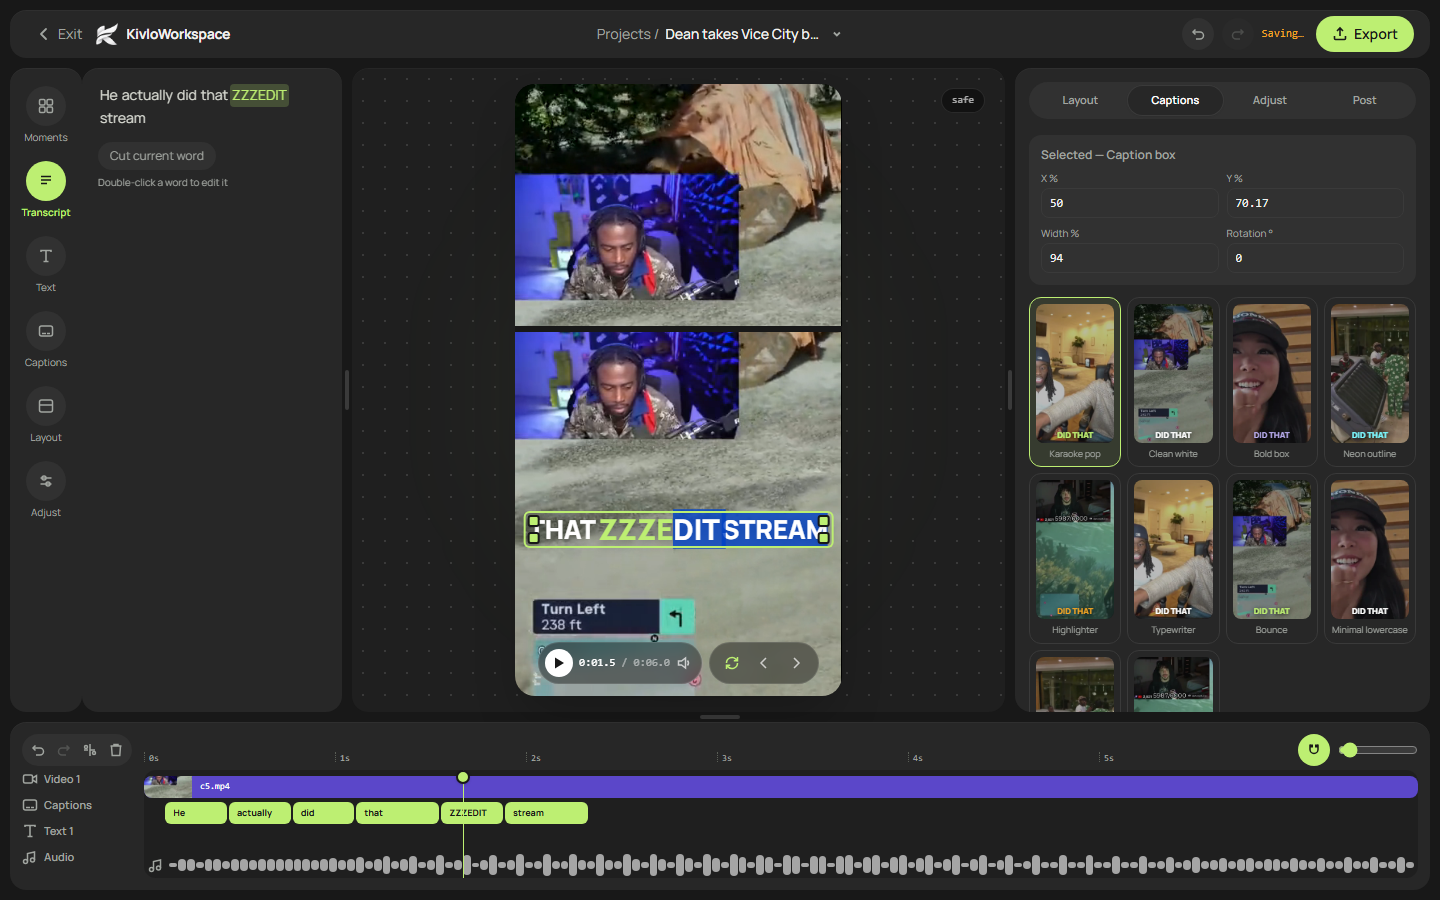 Exit
KivloWorkspace
Projects / Dean takes Vice City b...
Saving...
Export
Moments
Transcript
Text
Captions
Layout
Adjust
He actually did that ZZZEDIT
stream
Cut current word
Double-click a word to edit it
safe
THAT ZZZEDIT STREAM
Turn Left
238 ft
0:01.5 / 0:06.0
Layout
Captions
Adjust
Post
Selected — Caption box
X %
Y %
50
70.17
Width %
Rotation °
94
0
DID THAT
DID THAT
DID THAT
DID THAT
Karaoke pop
Clean white
Bold box
Neon outline
DID THAT
DID THAT
DID THAT
DID THAT
Highlighter
Typewriter
Bounce
Minimal lowercase
0s
1s
2s
3s
4s
5s
Video 1
c5.mp4
Captions
He
actually
did
that
ZZZEDIT
stream
Text 1
Audio